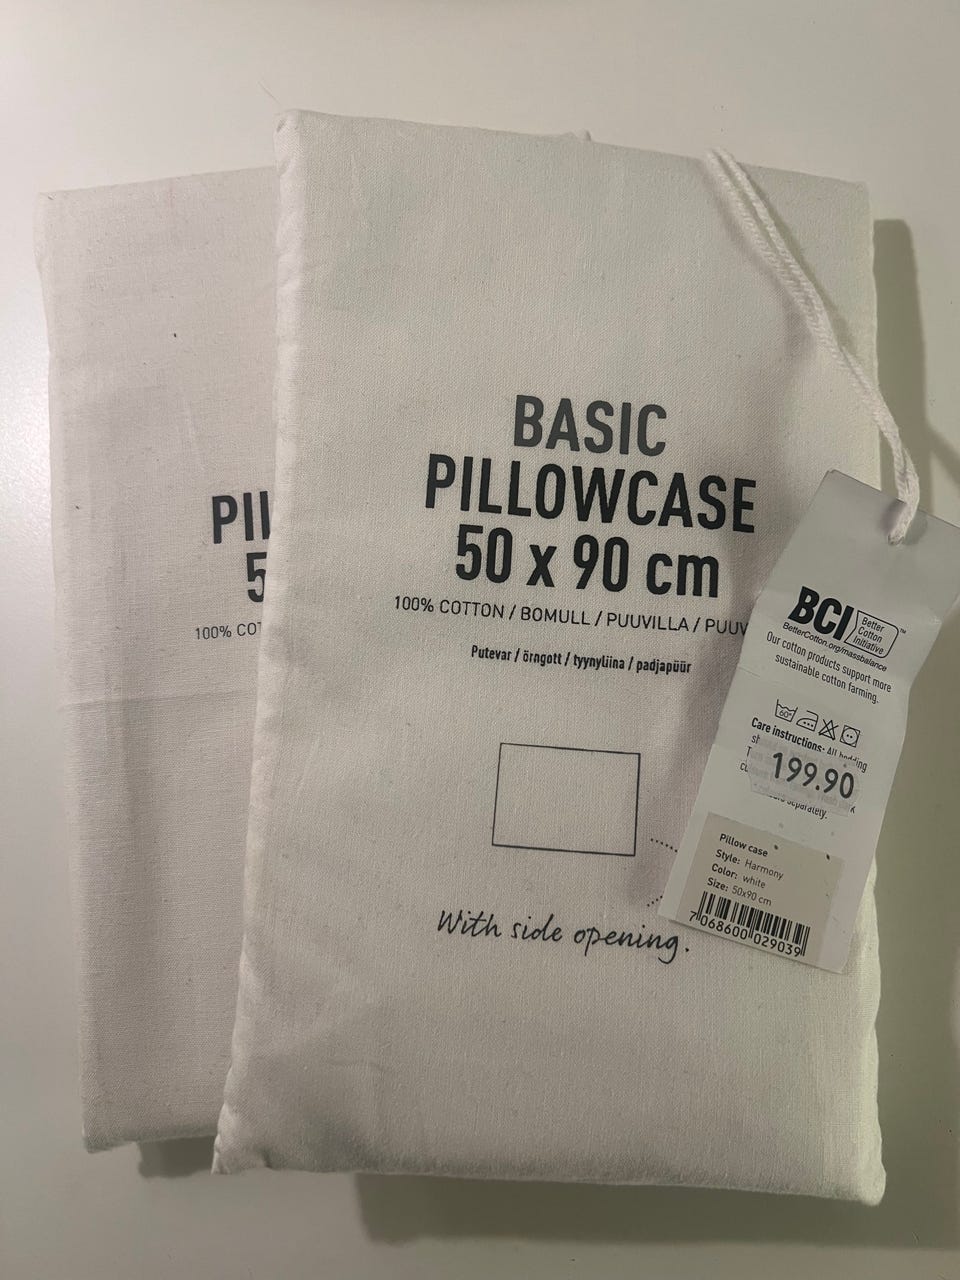 BASIC
PILLOWCASE
50 x 90 cm
100% COTTON / BOMULL / PUUVILLA / PUUV
Putevar / örngott / tyynyliina / padjapüür
With side opening.
PIL
5
100% COT
BCI Better
Cotton
Initiative™
BetterCotton.org/massbalance
Our cotton products support more
sustainable cotton farming.
60°
Care instructions: All bedding
199.90
separately.
Pillow case
Style: Harmony
Color: white
Size: 50x90 cm
7 068600 029039